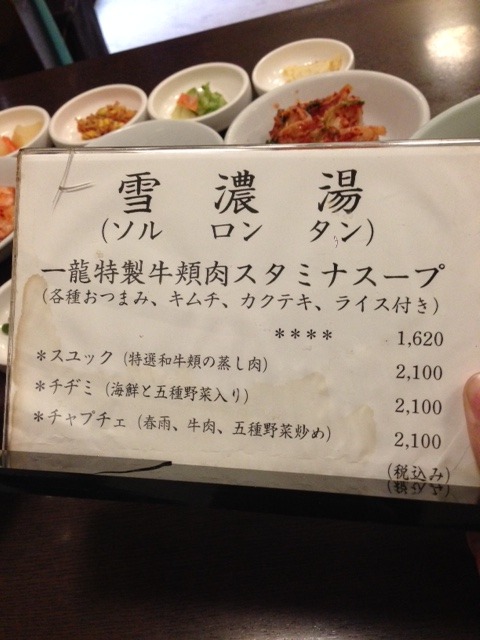 雪 濃 湯
(ソル ロン タン)
一龍特製牛頬肉スタミナスープ
(各種おつまみ、キムチ、カクテキ、ライス付き)
**** 1,620
*スユック (特選和牛頬の蒸し肉) 2,100
*チヂミ (海鮮と五種野菜入り) 2,100
*チャプチェ (春雨、牛肉、五種野菜炒め) 2,100
(税込み)